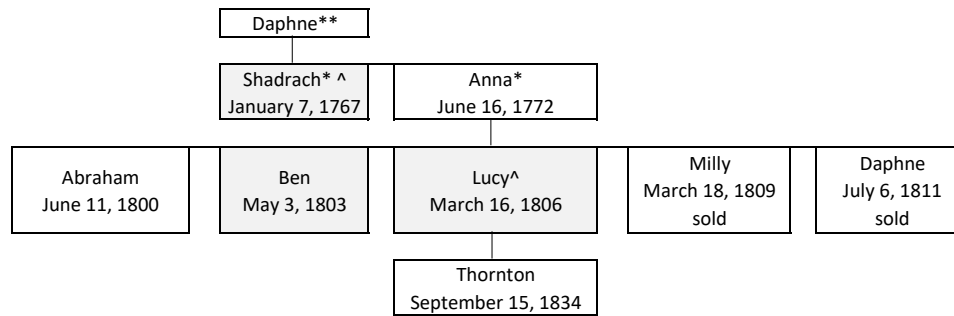 Daphne**
Shadrach* ^
January 7, 1767
Anna*
June 16, 1772
Abraham
June 11, 1800
Ben
May 3, 1803
Lucy^
March 16, 1806
Milly
March 18, 1809
sold
Daphne
July 6, 1811
sold
Thornton
September 15, 1834